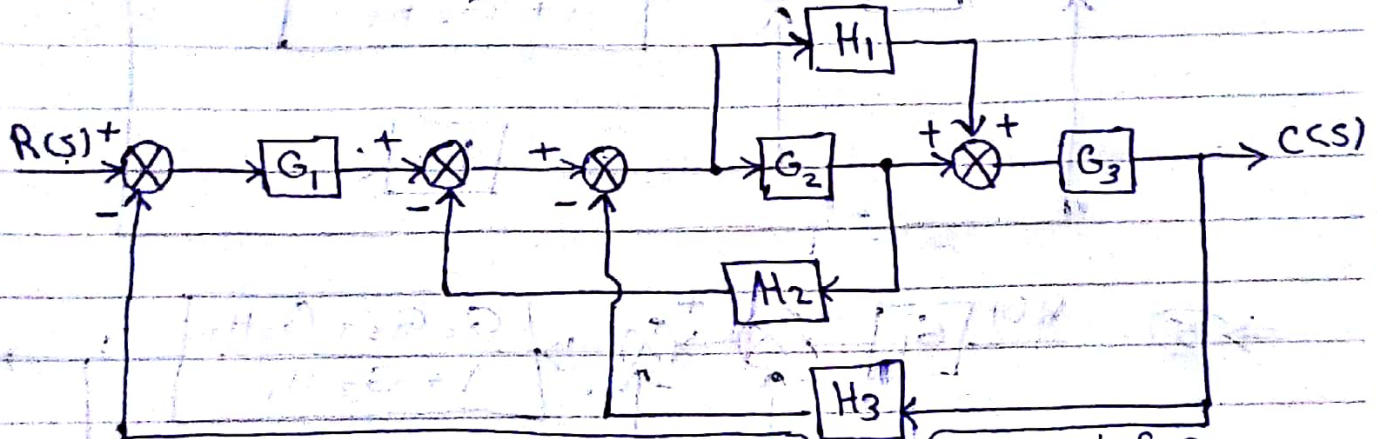 H1
R(s) + G1 + + G2 + + G3 C(s)
- - -
H2
H3